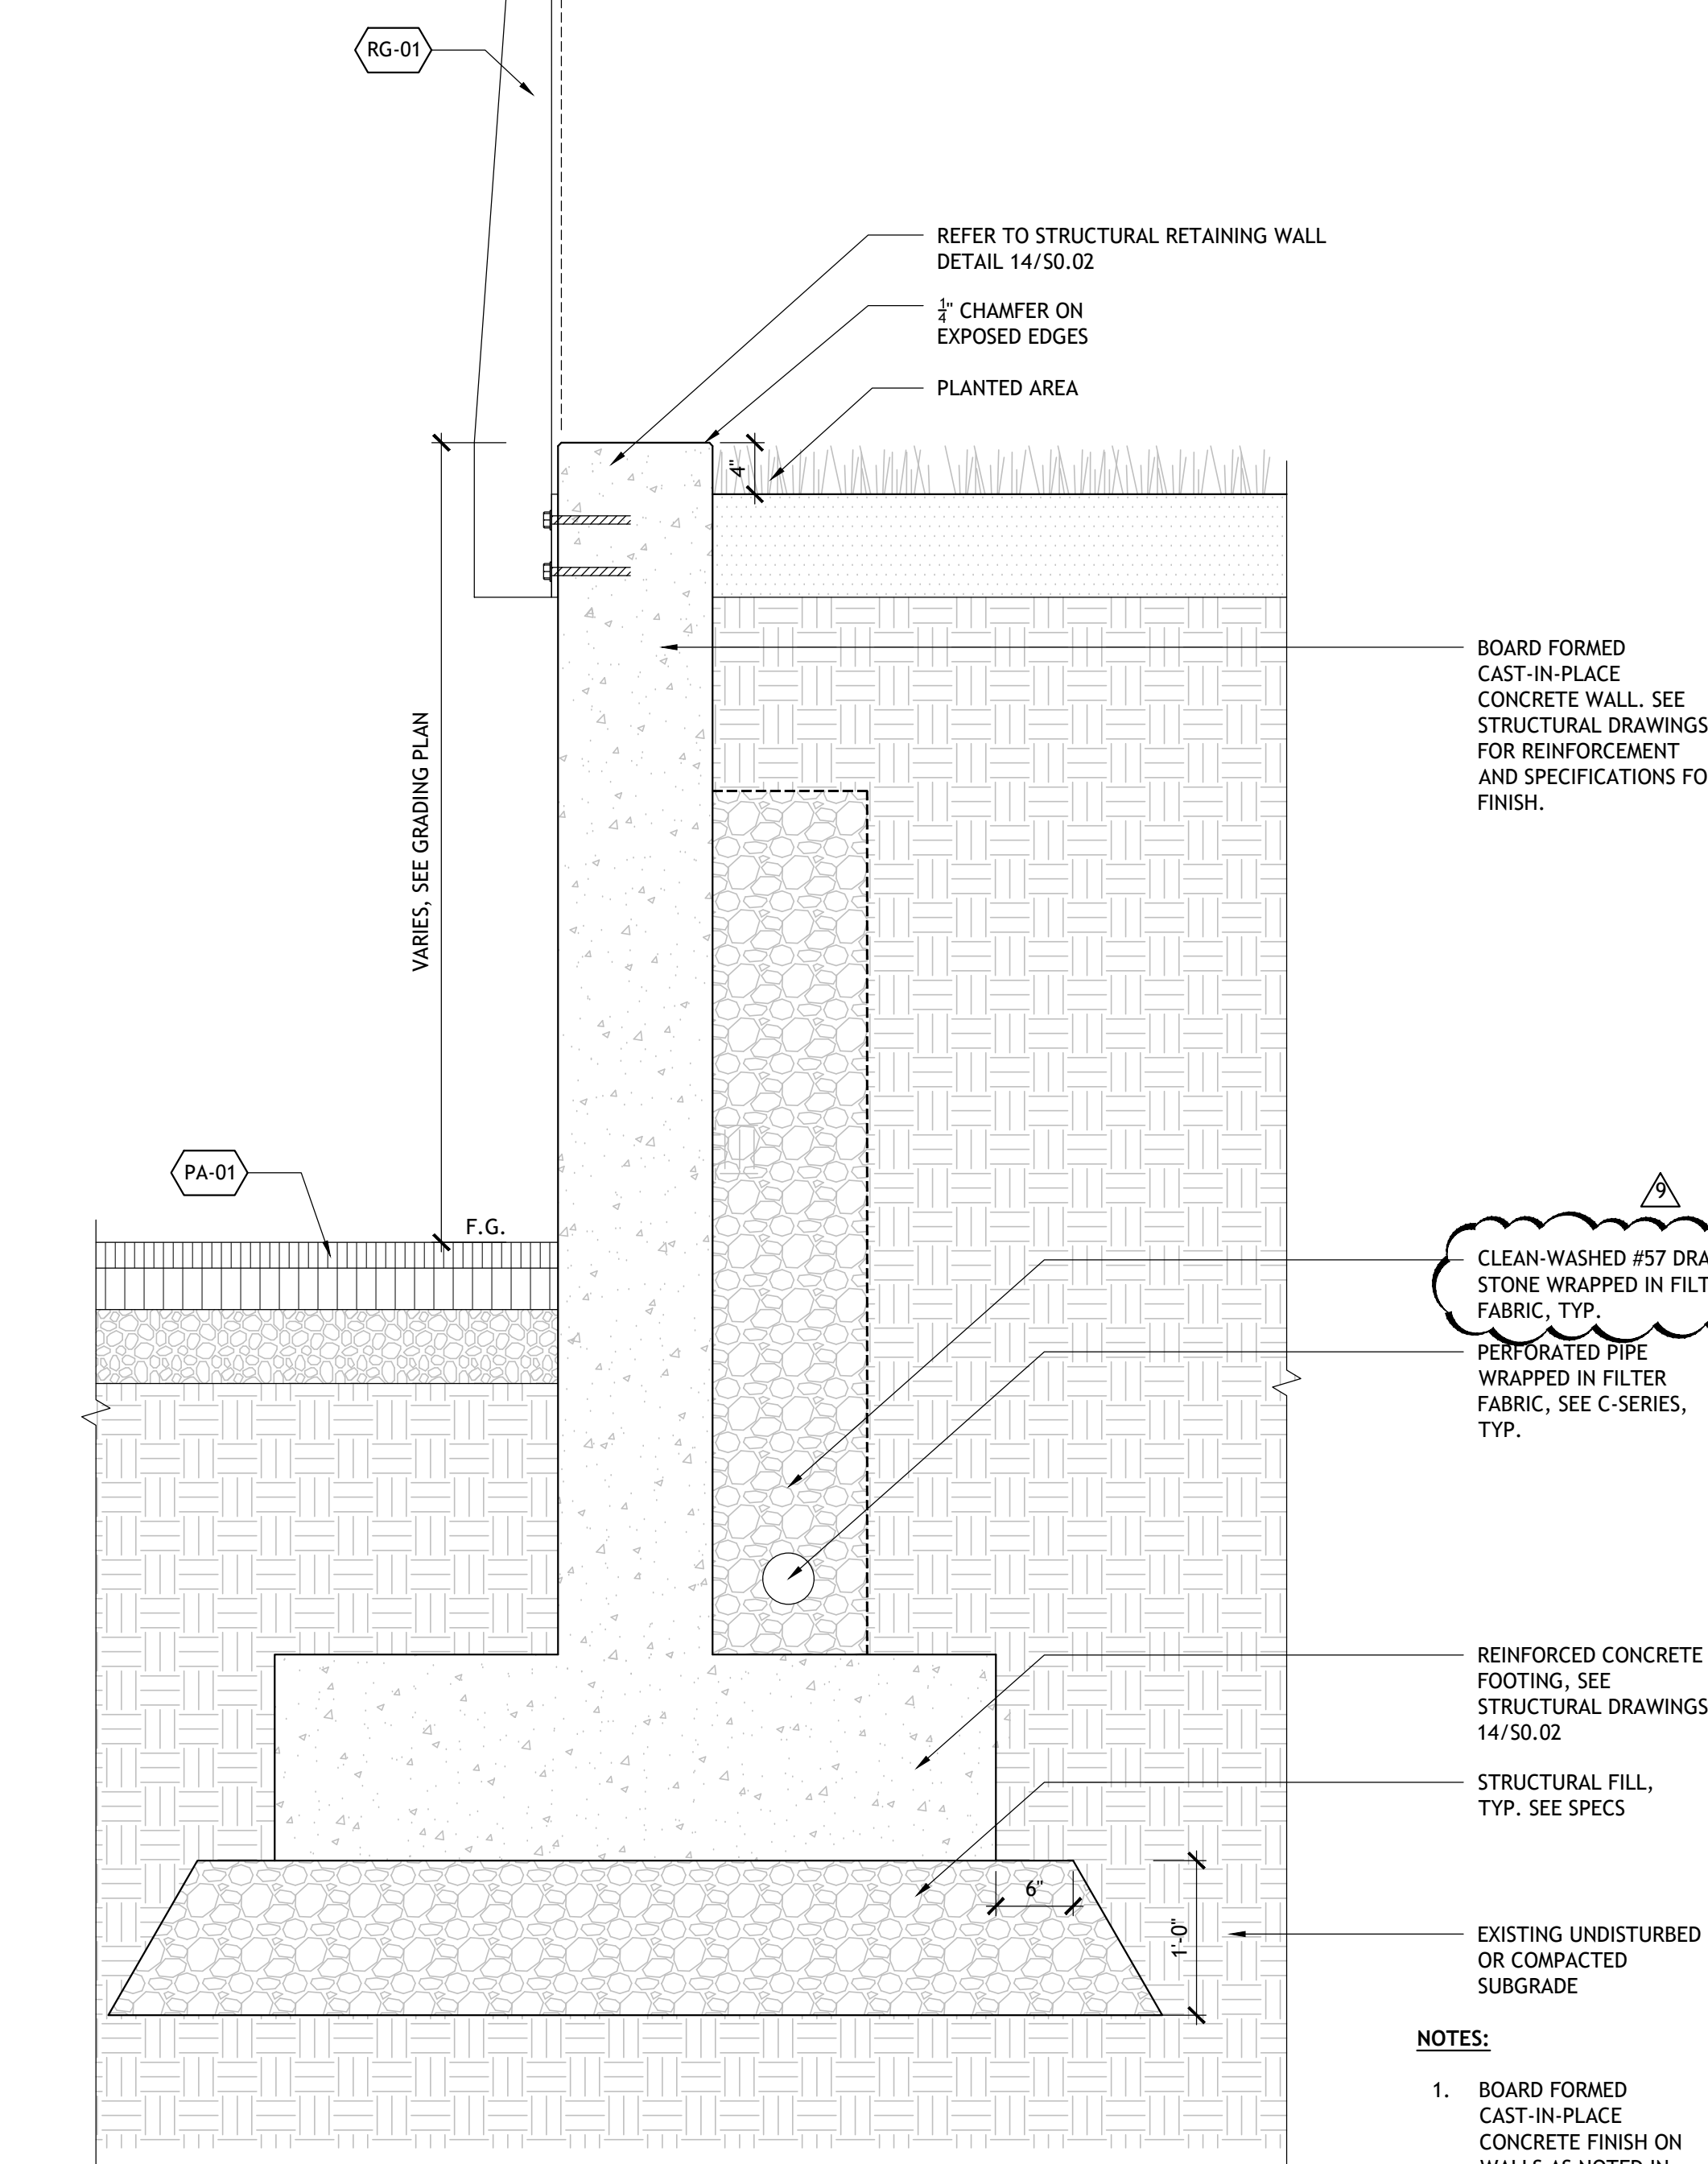 RG-01
REFER TO STRUCTURAL RETAINING WALL
DETAIL 14/S0.02
1/4" CHAMFER ON
EXPOSED EDGES
PLANTED AREA
4"
BOARD FORMED
CAST-IN-PLACE
CONCRETE WALL. SEE
STRUCTURAL DRAWINGS
FOR REINFORCEMENT
AND SPECIFICATIONS FO
FINISH.
VARIES, SEE GRADING PLAN
PA-01
F.G.
9
CLEAN-WASHED #57 DRA
STONE WRAPPED IN FILT
FABRIC, TYP.
PERFORATED PIPE
WRAPPED IN FILTER
FABRIC, SEE C-SERIES,
TYP.
REINFORCED CONCRETE
FOOTING, SEE
STRUCTURAL DRAWINGS
14/S0.02
STRUCTURAL FILL,
TYP. SEE SPECS
6"
1'-0"
EXISTING UNDISTURBED
OR COMPACTED
SUBGRADE
NOTES:
1. BOARD FORMED
CAST-IN-PLACE
CONCRETE FINISH ON
WALLS AS NOTED IN